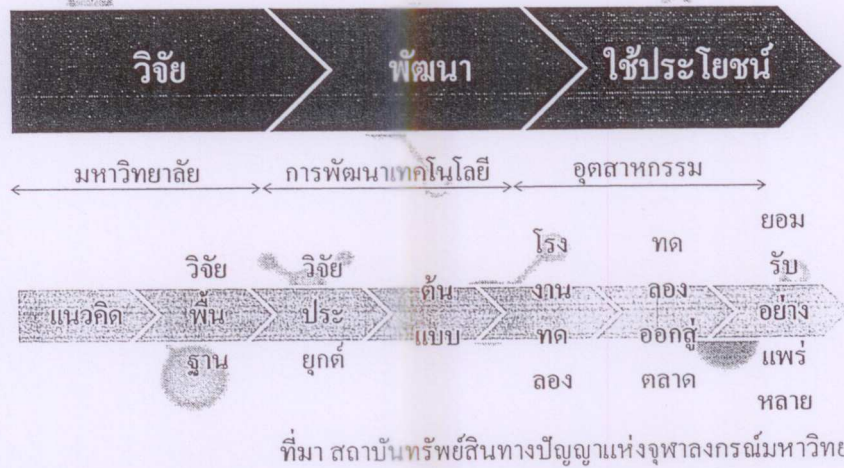 วิจัย พัฒนา ใช้ประโยชน์
มหาวิทยาลัย การพัฒนาเทคโนโลยี อุตสาหกรรม
แนวคิด
วิจัย
พื้น
ฐาน
วิจัย
ประ
ยุกต์
ต้น
แบบ
โรง
งาน
ทด
ลอง
ทด
ลอง
ออกสู่
ตลาด
ยอม
รับ
อย่าง
แพร่
หลาย
ที่มา สถาบันทรัพย์สินทางปัญญาแห่งจุฬาลงกรณ์มหาวิทย